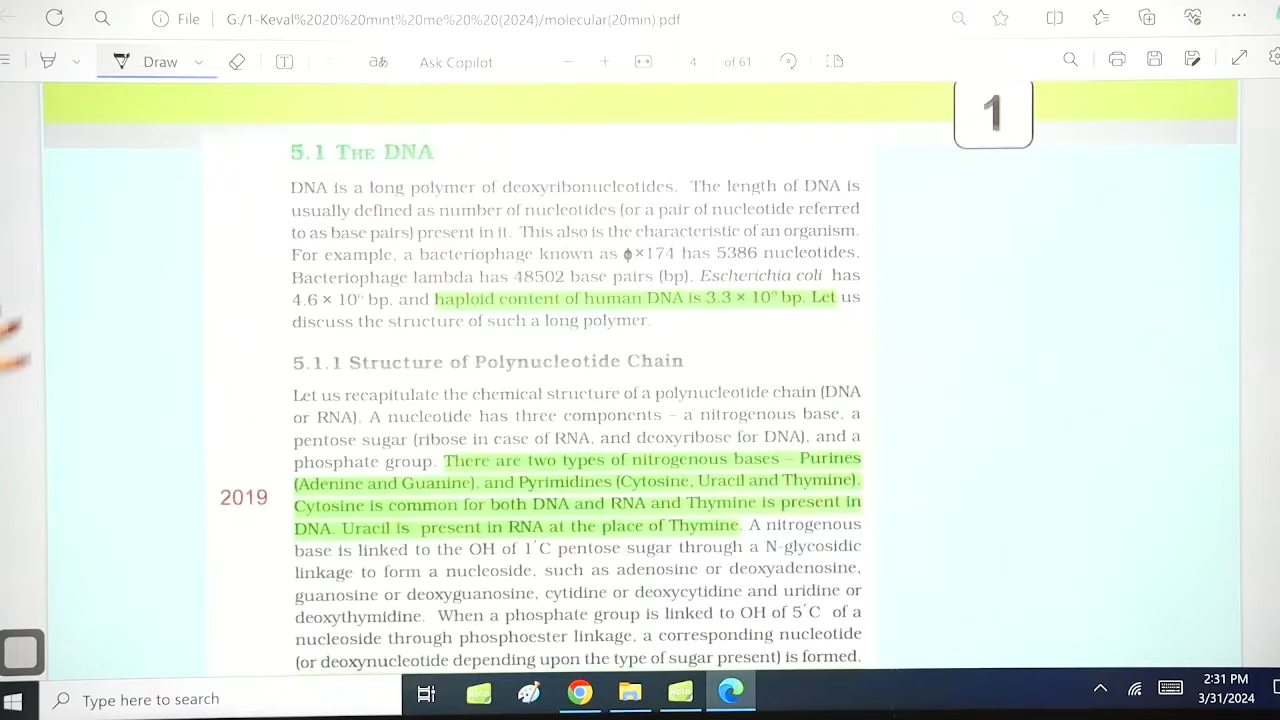 File G:/1-Keval%2020%20mint%20me%20%20(2024)/molecular(20min).pdf
Draw
aあ
Ask Copilot
4 of 61
1
5.1 THE DNA
DNA is a long polymer of deoxyribonucleotides. The length of DNA is
usually defined as number of nucleotides (or a pair of nucleotide referred
to as base pairs) present in it. This also is the characteristic of an organism.
For example, a bacteriophage known as ϕ×174 has 5386 nucleotides,
Bacteriophage lambda has 48502 base pairs (bp), Escherichia coli has
4.6 × 10⁶ bp, and haploid content of human DNA is 3.3 × 10⁹ bp. Let us
discuss the structure of such a long polymer.
5.1.1 Structure of Polynucleotide Chain
Let us recapitulate the chemical structure of a polynucleotide chain (DNA
or RNA). A nucleotide has three components – a nitrogenous base, a
pentose sugar (ribose in case of RNA, and deoxyribose for DNA), and a
phosphate group. There are two types of nitrogenous bases – Purines
(Adenine and Guanine), and Pyrimidines (Cytosine, Uracil and Thymine).
2019
Cytosine is common for both DNA and RNA and Thymine is present in
DNA. Uracil is present in RNA at the place of Thymine. A nitrogenous
base is linked to the OH of 1'C pentose sugar through a N-glycosidic
linkage to form a nucleoside, such as adenosine or deoxyadenosine,
guanosine or deoxyguanosine, cytidine or deoxycytidine and uridine or
deoxythymidine. When a phosphate group is linked to OH of 5'C of a
nucleoside through phosphoester linkage, a corresponding nucleotide
(or deoxynucleotide depending upon the type of sugar present) is formed.
Type here to search
Note
Note
2:31 PM
3/31/2024